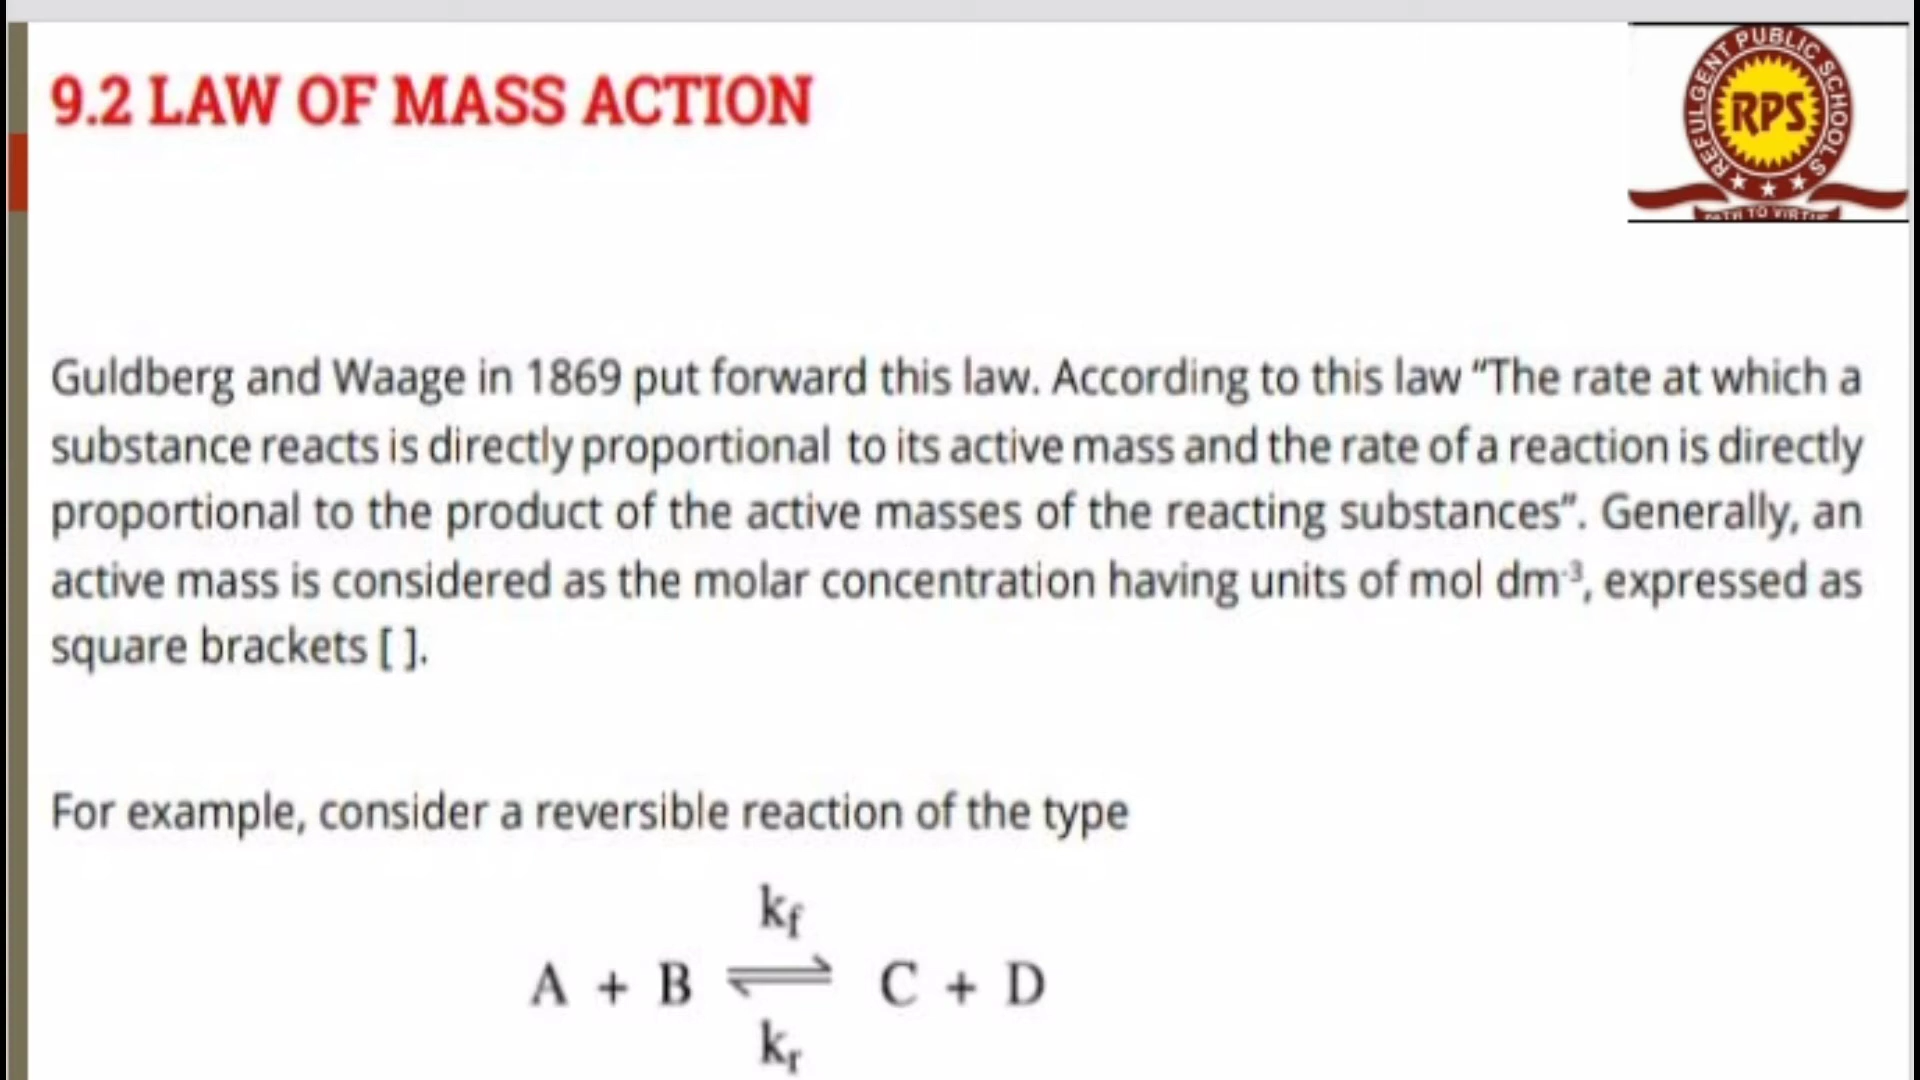 9.2 LAW OF MASS ACTION
REFULGENT PUBLIC SCHOOLS
RPS
PATH TO VIRTUE
Guldberg and Waage in 1869 put forward this law. According to this law “The rate at which a
substance reacts is directly proportional to its active mass and the rate of a reaction is directly
proportional to the product of the active masses of the reacting substances”. Generally, an
active mass is considered as the molar concentration having units of mol dm⁻³, expressed as
square brackets [ ].
For example, consider a reversible reaction of the type
kf
A + B ⇌ C + D
kr